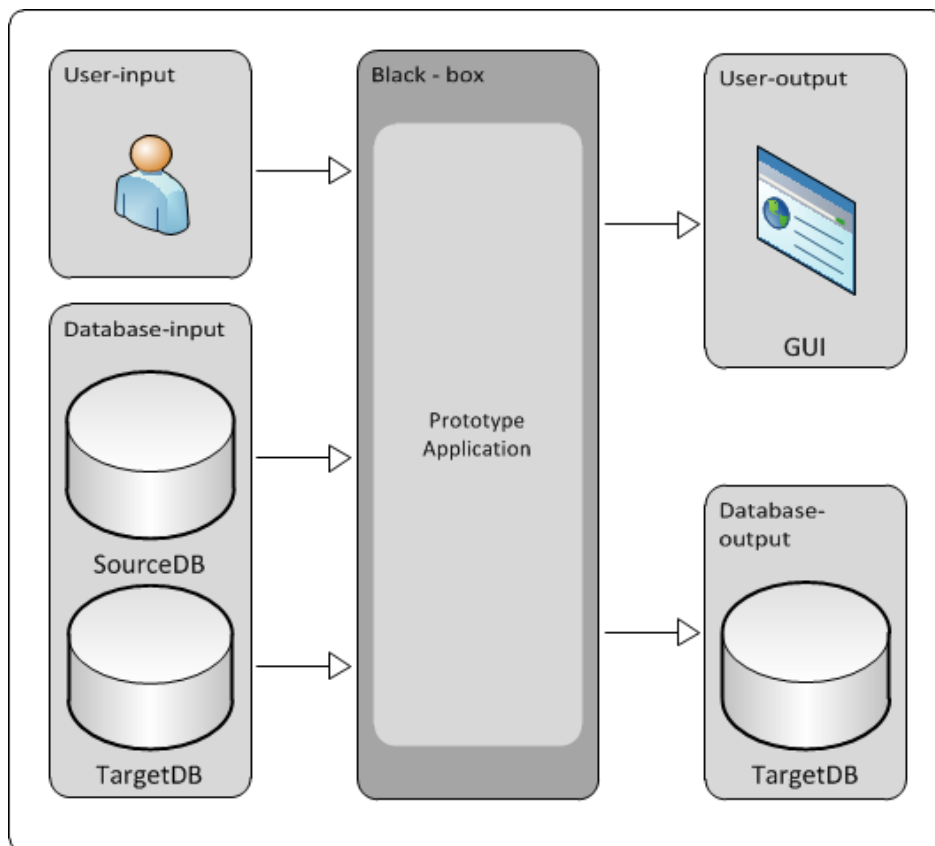 User-input
Database-input
SourceDB
TargetDB
Black - box
Prototype
Application
User-output
GUI
Database-
output
TargetDB